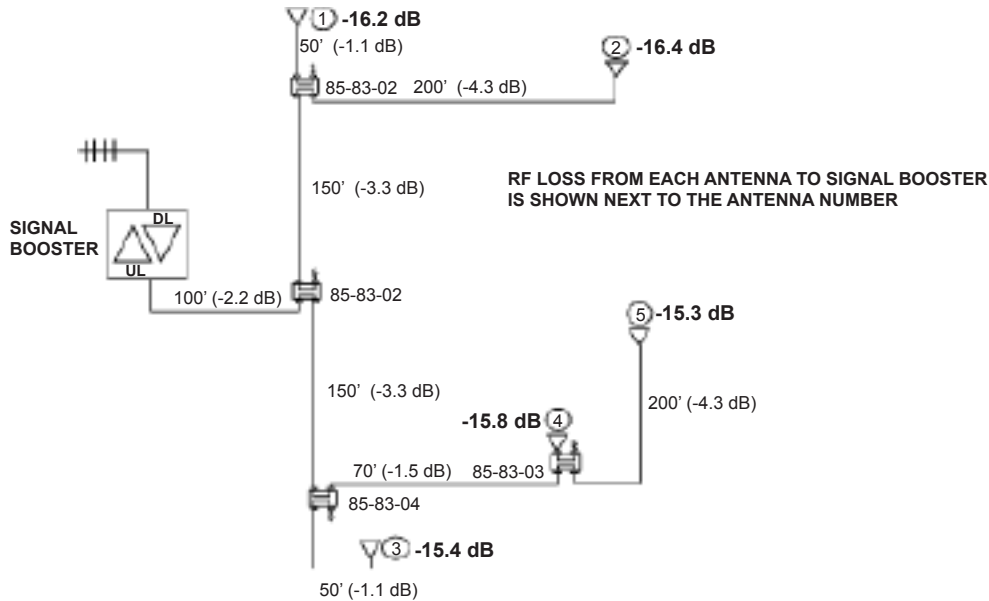 1 -16.2 dB
50’ (-1.1 dB)
2 -16.4 dB
85-83-02 200’ (-4.3 dB)
150’ (-3.3 dB)
RF LOSS FROM EACH ANTENNA TO SIGNAL BOOSTER
IS SHOWN NEXT TO THE ANTENNA NUMBER
SIGNAL
BOOSTER
DL
UL
100’ (-2.2 dB)
85-83-02
5 -15.3 dB
150’ (-3.3 dB)
200’ (-4.3 dB)
-15.8 dB 4
70’ (-1.5 dB) 85-83-03
85-83-04
3 -15.4 dB
50’ (-1.1 dB)